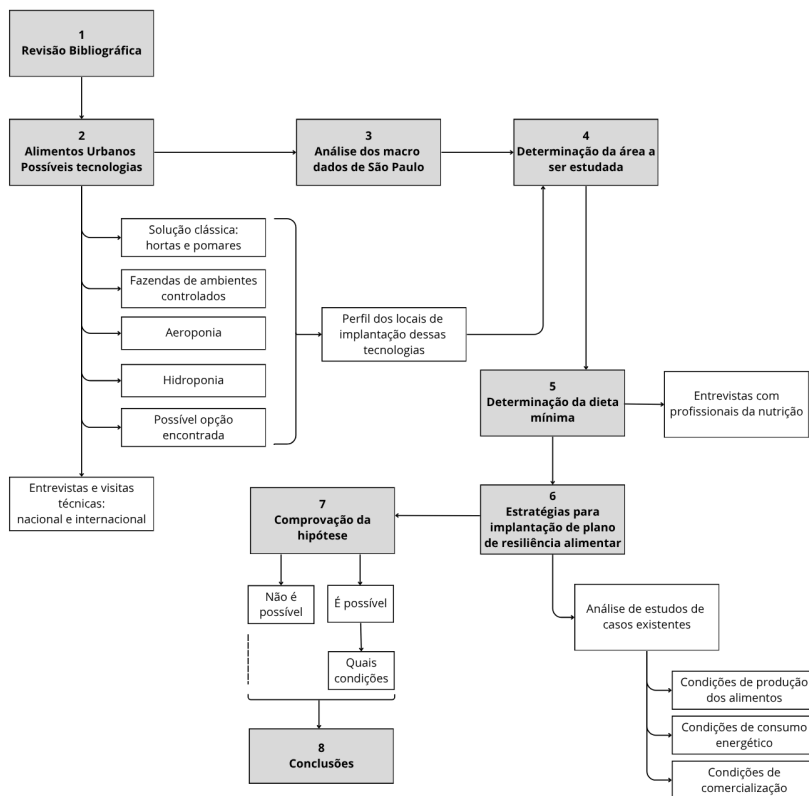 1
Revisão Bibliográfica
2
Alimentos Urbanos
Possíveis tecnologias
3
Análise dos macro
dados de São Paulo
4
Determinação da área a
ser estudada
Solução clássica:
hortas e pomares
Fazendas de ambientes
controlados
Aeroponia
Hidroponia
Possível opção
encontrada
Perfil dos locais de
implantação dessas
tecnologias
Entrevistas e visitas
técnicas:
nacional e internacional
5
Determinação da dieta
mínima
Entrevistas com
profissionais da nutrição
6
Estratégias para
implantação de plano
de resiliência alimentar
7
Comprovação da
hipótese
Não é
possível
É possível
Quais
condições
8
Conclusões
Análise de estudos de
casos existentes
Condições de produção
dos alimentos
Condições de consumo
energético
Condições de
comercialização